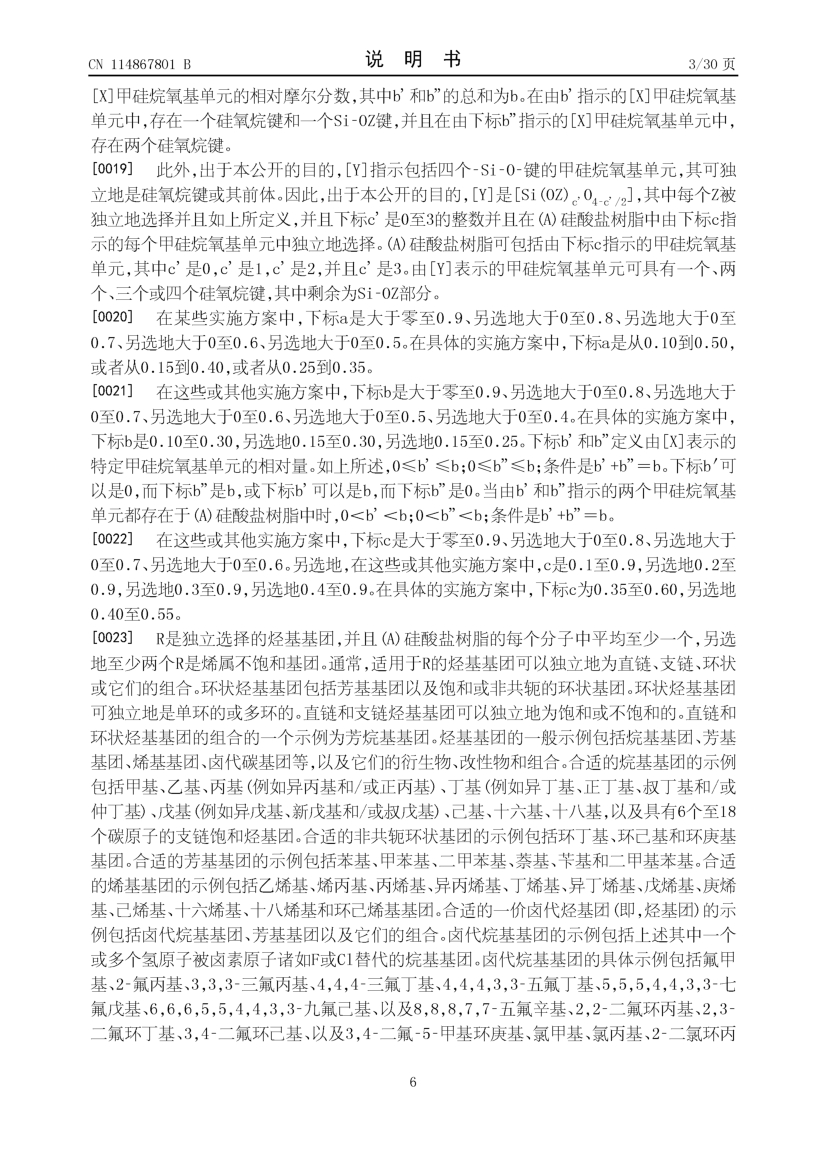 CN 114867801 B
说 明 书
3/30 页
[X]甲硅烷氧基单元的相对摩尔分数,其中b'和b”的总和为b。在由b'指示的[X]甲硅烷氧基
单元中,存在一个硅氧烷键和一个Si-OZ键,并且在由下标b”指示的[X]甲硅烷氧基单元中,
存在两个硅氧烷键。
[0019] 此外,出于本公开的目的,[Y]指示包括四个-Si-O-键的甲硅烷氧基单元,其可独
立地是硅氧烷键或其前体。因此,出于本公开的目的,[Y]是[Si(OZ)c'O4-c'/2],其中每个Z被
独立地选择并且如上所定义,并且下标c'是0至3的整数并且在(A)硅酸盐树脂中由下标c指
示的每个甲硅烷氧基单元中独立地选择。(A)硅酸盐树脂可包括由下标c指示的甲硅烷氧基
单元,其中c'是0,c'是1,c'是2,并且c'是3。由[Y]表示的甲硅烷氧基单元可具有一个、两
个、三个或四个硅氧烷键,其中剩余为Si-OZ部分。
[0020] 在某些实施方案中,下标a是大于零至0.9、另选地大于0至0.8、另选地大于0至
0.7、另选地大于0至0.6、另选地大于0至0.5。在具体的实施方案中,下标a是从0.10到0.50,
或者从0.15到0.40,或者从0.25到0.35。
[0021] 在这些或其他实施方案中,下标b是大于零至0.9、另选地大于0至0.8、另选地大于
0至0.7、另选地大于0至0.6、另选地大于0至0.5、另选地大于0至0.4。在具体的实施方案中,
下标b是0.10至0.30,另选地0.15至0.30,另选地0.15至0.25。下标b'和b”定义由[X]表示的
特定甲硅烷氧基单元的相对量。如上所述,0≤b'≤b;0≤b”≤b;条件是b'+b”=b。下标b′可
以是0,而下标b”是b,或下标b'可以是b,而下标b”是0。当由b'和b”指示的两个甲硅烷氧基
单元都存在于(A)硅酸盐树脂中时,0<b'<b;0<b”<b;条件是b'+b”=b。
[0022] 在这些或其他实施方案中,下标c是大于零至0.9、另选地大于0至0.8、另选地大于
0至0.7、另选地大于0至0.6。另选地,在这些或其他实施方案中,c是0.1至0.9,另选地0.2至
0.9,另选地0.3至0.9,另选地0.4至0.9。在具体的实施方案中,下标c为0.35至0.60,另选地
0.40至0.55。
[0023] R是独立选择的烃基基团,并且(A)硅酸盐树脂的每个分子中平均至少一个,另选
地至少两个R是烯属不饱和基团。通常,适用于R的烃基基团可以独立地为直链、支链、环状
或它们的组合。环状烃基基团包括芳基基团以及饱和或非共轭的环状基团。环状烃基基团
可独立地是单环的或多环的。直链和支链烃基基团可以独立地为饱和或不饱和的。直链和
环状烃基基团的组合的一个示例为芳烷基基团。烃基基团的一般示例包括烷基基团、芳基
基团、烯基基团、卤代碳基团等,以及它们的衍生物、改性物和组合。合适的烷基基团的示例
包括甲基、乙基、丙基(例如异丙基和/或正丙基)、丁基(例如异丁基、正丁基、叔丁基和/或
仲丁基)、戊基(例如异戊基、新戊基和/或叔戊基)、己基、十六基、十八基,以及具有6个至18
个碳原子的支链饱和烃基团。合适的非共轭环状基团的示例包括环丁基、环己基和环庚基
基团。合适的芳基基团的示例包括苯基、甲苯基、二甲苯基、萘基、苄基和二甲基苯基。合适
的烯基基团的示例包括乙烯基、烯丙基、丙烯基、异丙烯基、丁烯基、异丁烯基、戊烯基、庚烯
基、己烯基、十六烯基、十八烯基和环己烯基基团。合适的一价卤代烃基团(即,烃基团)的示
例包括卤代烷基基团、芳基基团以及它们的组合。卤代烷基基团的示例包括上述其中一个
或多个氢原子被卤素原子诸如F或Cl替代的烷基基团。卤代烷基基团的具体示例包括氟甲
基、2-氟丙基、3,3,3-三氟丙基、4,4,4-三氟丁基、4,4,4,3,3-五氟丁基、5,5,5,4,4,3,3-七
氟戊基、6,6,6,5,5,4,4,3,3-九氟己基、以及8,8,8,7,7-五氟辛基、2,2-二氟环丙基、2,3-
二氟环丁基、3,4-二氟环己基、以及3,4-二氟-5-甲基环庚基、氯甲基、氯丙基、2-二氯环丙
6